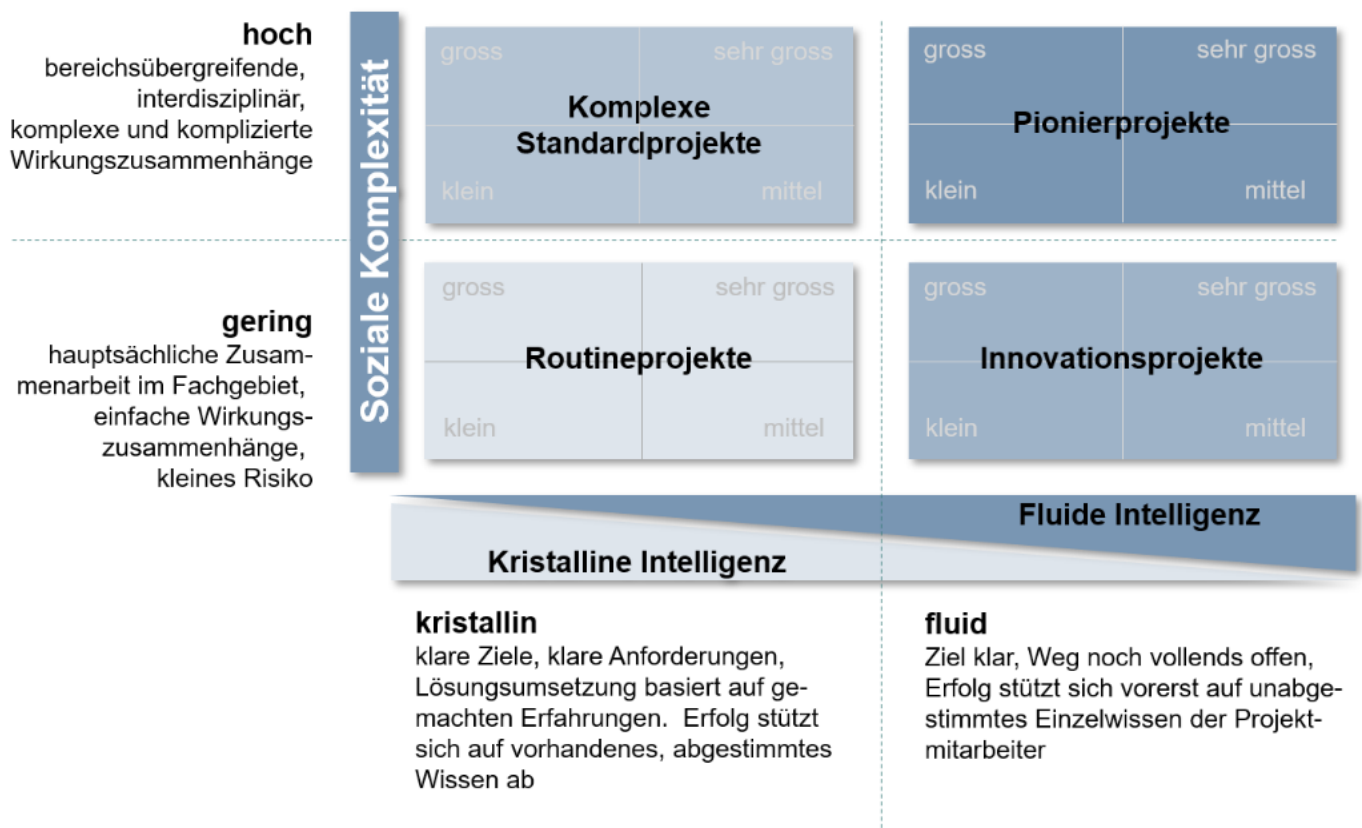 hoch
bereichsübergreifende,
interdisziplinär,
komplexe und komplizierte
Wirkungszusammenhänge
Soziale Komplexität
gross
sehr gross
Komplexe
Standardprojekte
klein
mittel
gross
sehr gross
Pionierprojekte
klein
mittel
gering
hauptsächliche Zusam-
menarbeit im Fachgebiet,
einfache Wirkungs-
zusammenhänge,
kleines Risiko
gross
sehr gross
Routineprojekte
klein
mittel
gross
sehr gross
Innovationsprojekte
klein
mittel
Fluide Intelligenz
Kristalline Intelligenz
kristallin
klare Ziele, klare Anforderungen,
Lösungsumsetzung basiert auf ge-
machten Erfahrungen. Erfolg stützt
sich auf vorhandenes, abgestimmtes
Wissen ab
fluid
Ziel klar, Weg noch vollends offen,
Erfolg stützt sich vorerst auf unabge-
stimmtes Einzelwissen der Projekt-
mitarbeiter